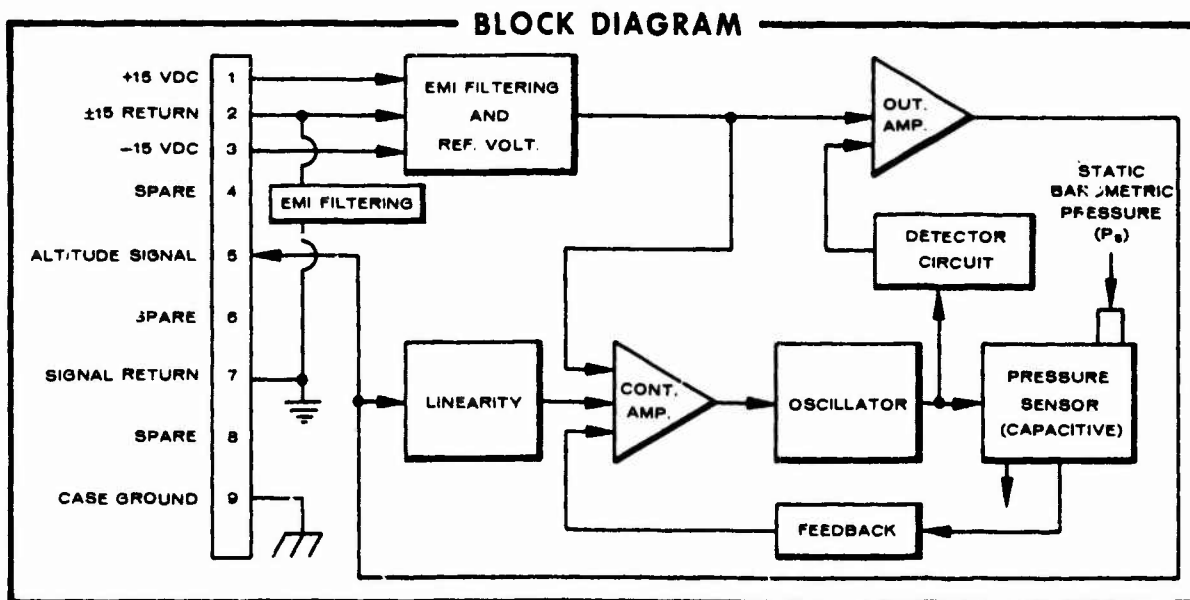 BLOCK DIAGRAM
+15 VDC 1
±15 RETURN 2
−15 VDC 3
SPARE 4
ALTITUDE SIGNAL 5
SPARE 6
SIGNAL RETURN 7
SPARE 8
CASE GROUND 9
EMI FILTERING
AND
REF. VOLT.
EMI FILTERING
OUT.
AMP.
STATIC
BAROMETRIC
PRESSURE
(Ps)
DETECTOR
CIRCUIT
LINEARITY
CONT.
AMP.
OSCILLATOR
PRESSURE
SENSOR
(CAPACITIVE)
FEEDBACK